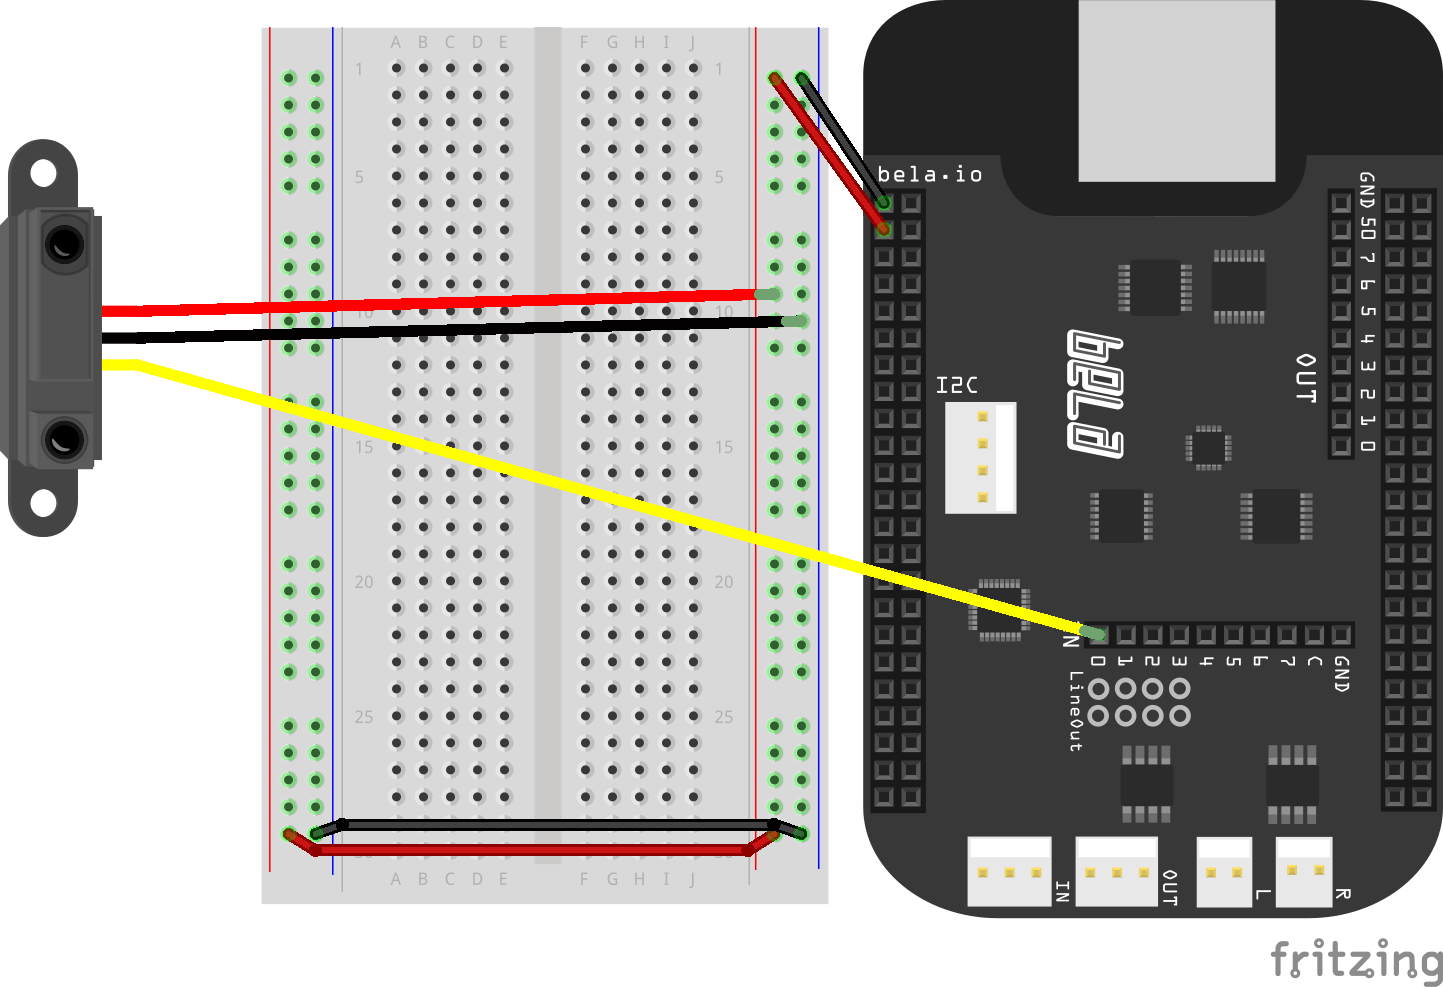 A B C D E F G H I J
1 1
5 5
10 10
15 15
20 20
25 25
30
A B C D E F G H I J
bela.io
GND
50
7
6
5
4
3
2
1
0
OUT
bela
I2C
N
0 1 2 3 4 5 6 7 C GND
LineOut
IN
OUT
L
R
fritzing